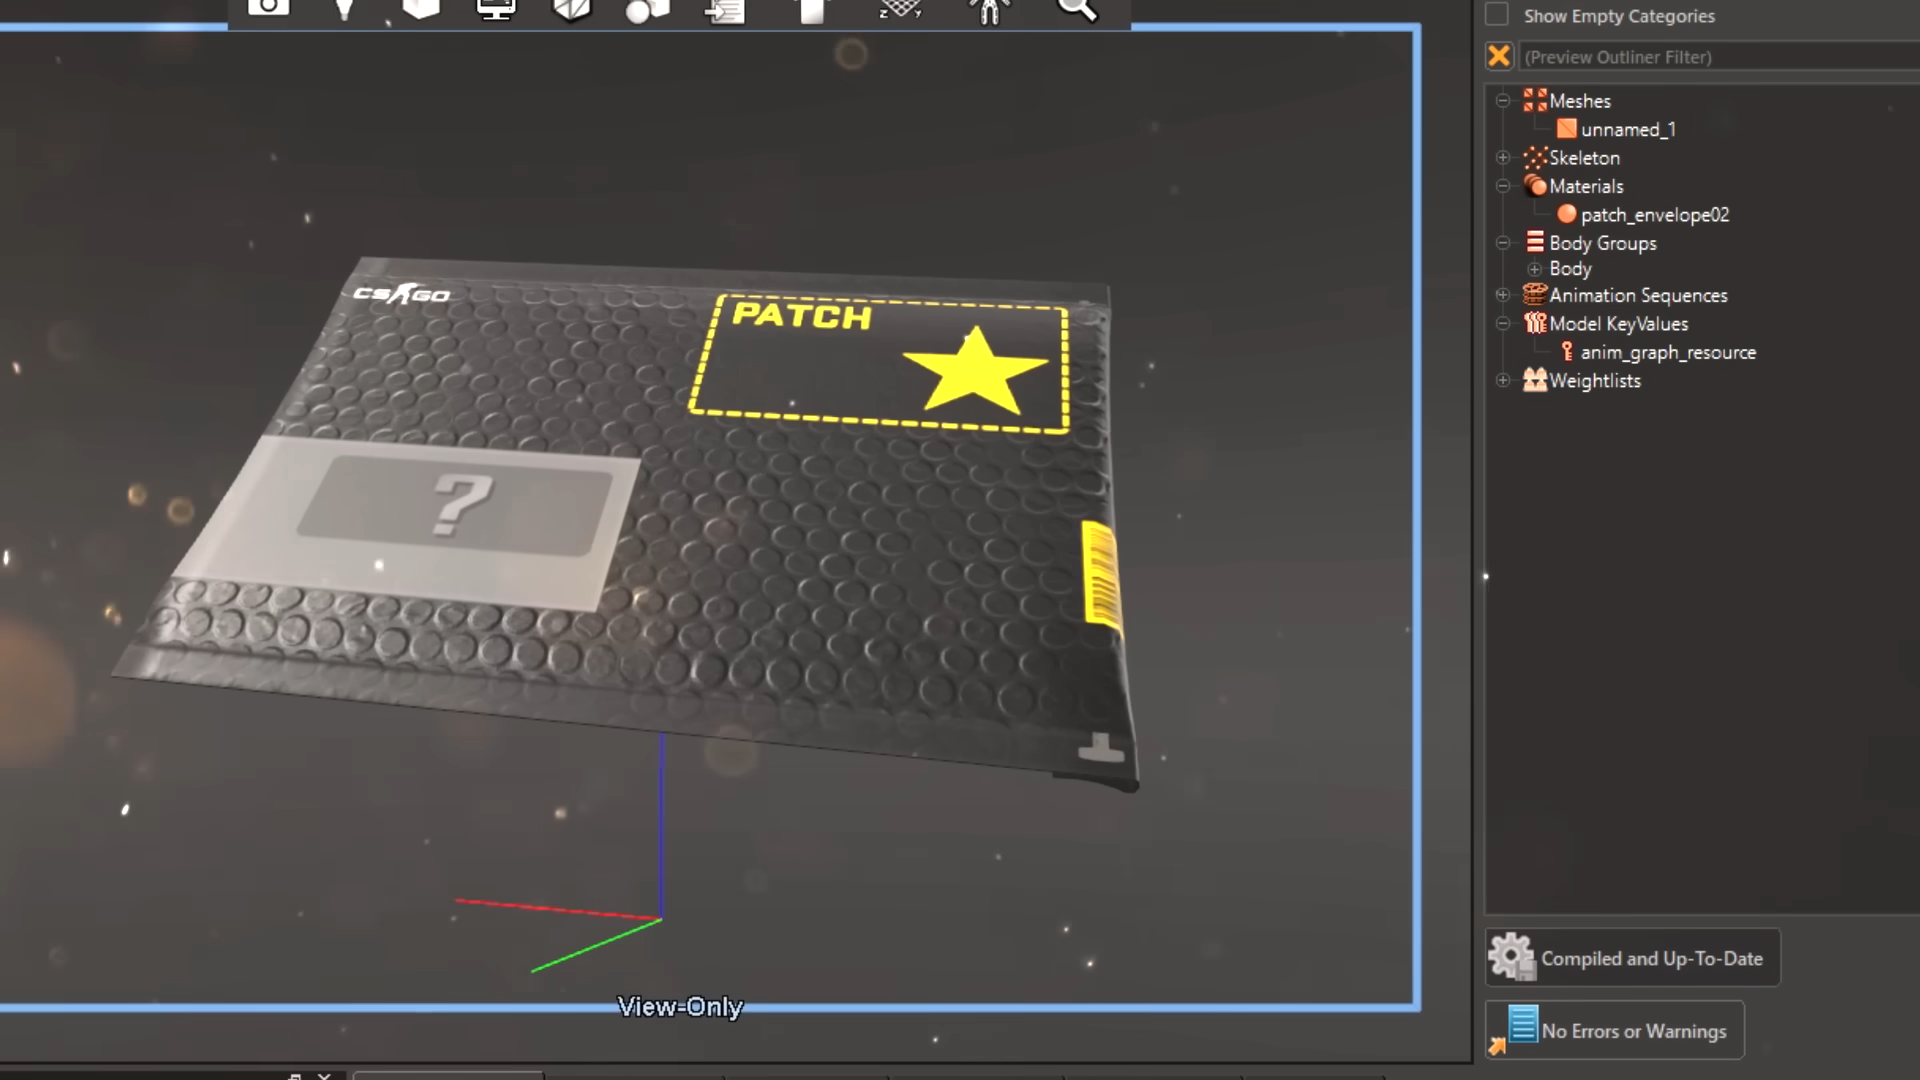 Show Empty Categories
(Preview Outliner Filter)
Meshes
unnamed_1
Skeleton
Materials
patch_envelope02
Body Groups
Body
Animation Sequences
Model KeyValues
anim_graph_resource
Weightlists
CS GO
PATCH
?
Z Y
View-Only
Compiled and Up-To-Date
No Errors or Warnings